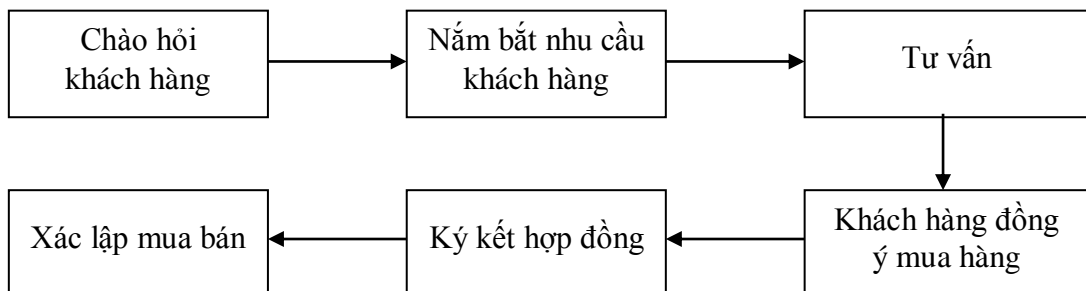 Chào hỏi
khách hàng
Nắm bắt nhu cầu
khách hàng
Tư vấn
Khách hàng đồng
ý mua hàng
Ký kết hợp đồng
Xác lập mua bán